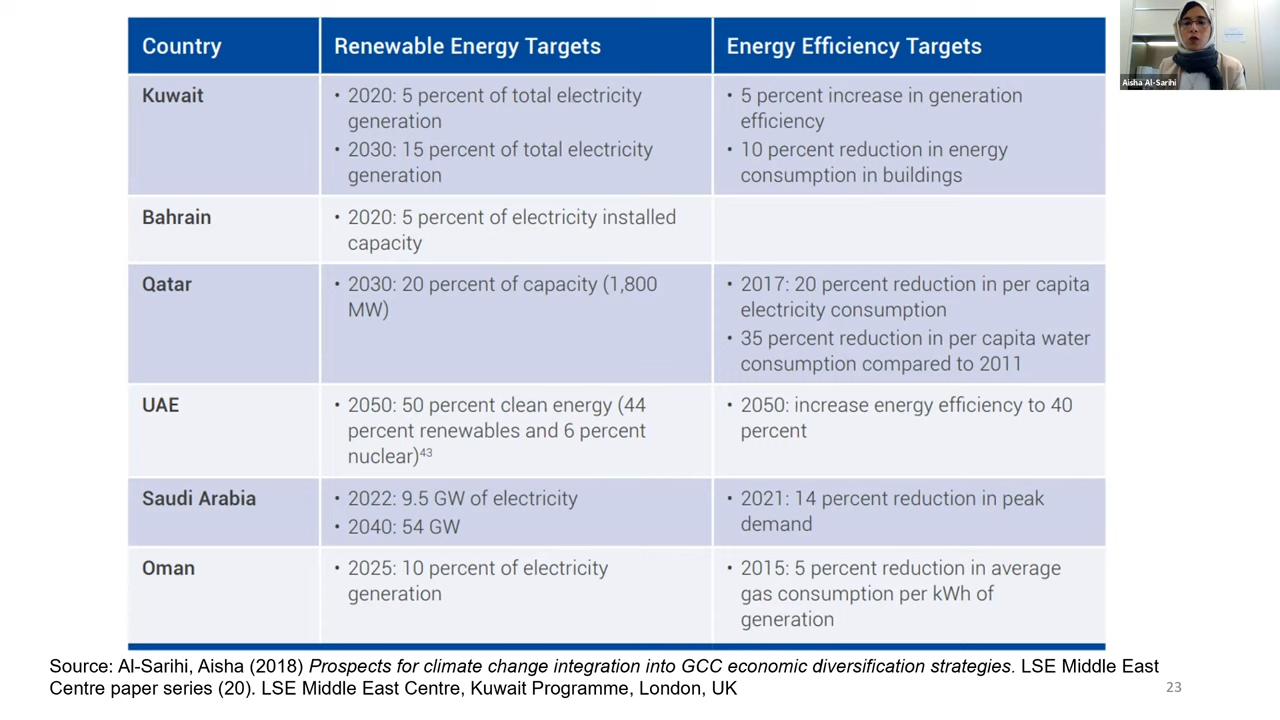 Country
Renewable Energy Targets
Energy Efficiency Targets
Aisha Al-Sarihi
Kuwait
• 2020: 5 percent of total electricity
generation
• 2030: 15 percent of total electricity
generation
• 5 percent increase in generation
efficiency
• 10 percent reduction in energy
consumption in buildings
Bahrain
• 2020: 5 percent of electricity installed
capacity
Qatar
• 2030: 20 percent of capacity (1,800
MW)
• 2017: 20 percent reduction in per capita
electricity consumption
• 35 percent reduction in per capita water
consumption compared to 2011
UAE
• 2050: 50 percent clean energy (44
percent renewables and 6 percent
nuclear)⁴³
• 2050: increase energy efficiency to 40
percent
Saudi Arabia
• 2022: 9.5 GW of electricity
• 2040: 54 GW
• 2021: 14 percent reduction in peak
demand
Oman
• 2025: 10 percent of electricity
generation
• 2015: 5 percent reduction in average
gas consumption per kWh of
generation
Source: Al-Sarihi, Aisha (2018) Prospects for climate change integration into GCC economic diversification strategies. LSE Middle East
Centre paper series (20). LSE Middle East Centre, Kuwait Programme, London, UK
23